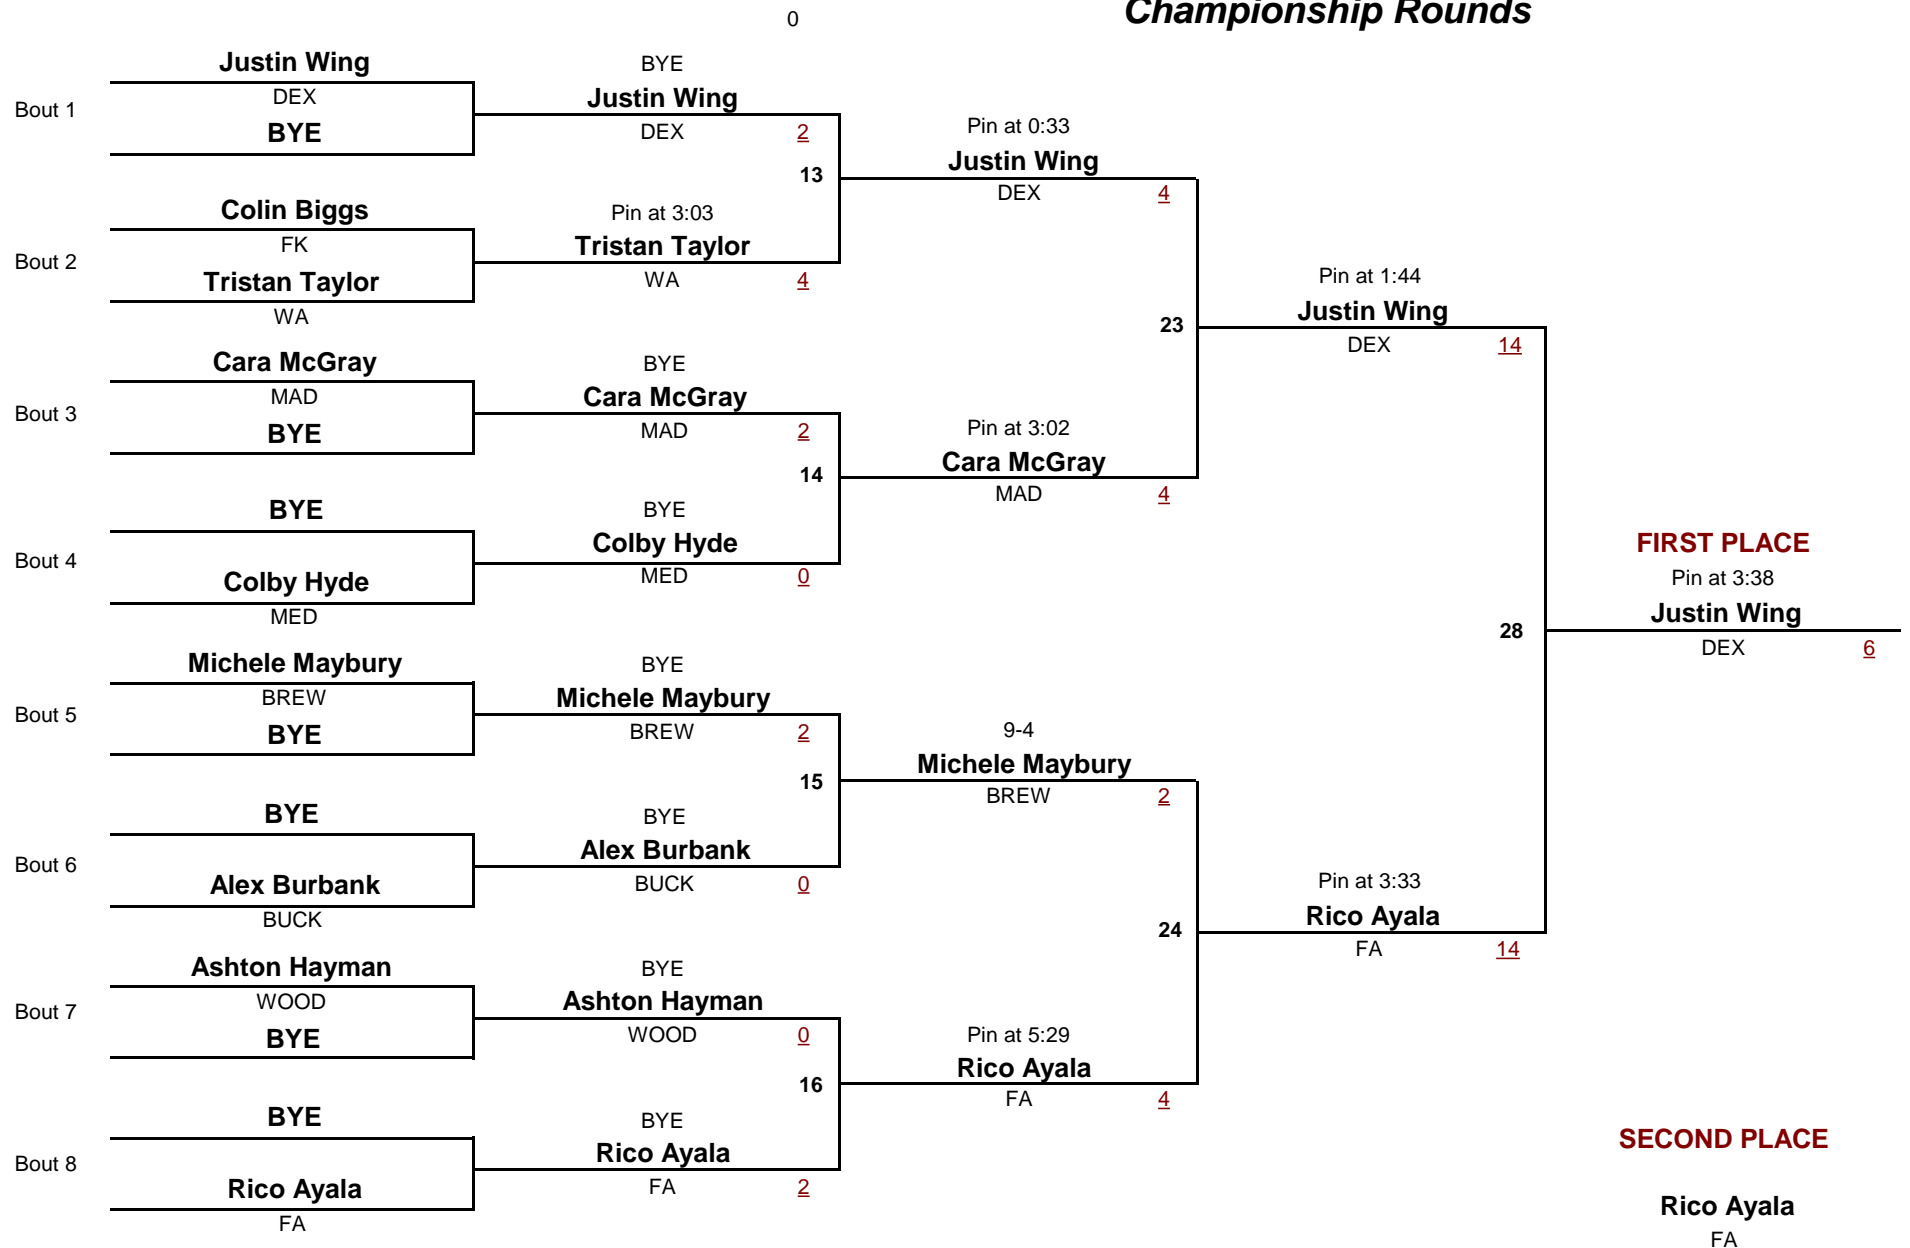 Championship Rounds
0
Justin Wing
DEX
Bout 1
BYE
Colin Biggs
FK
Bout 2
Tristan Taylor
WA
Cara McGray
MAD
Bout 3
BYE
BYE
Bout 4
Colby Hyde
MED
Michele Maybury
BREW
Bout 5
BYE
BYE
Bout 6
Alex Burbank
BUCK
Ashton Hayman
WOOD
Bout 7
BYE
BYE
Bout 8
Rico Ayala
FA
BYE
Justin Wing
DEX 2
13
Pin at 3:03
Tristan Taylor
WA 4
BYE
Cara McGray
MAD 2
14
BYE
Colby Hyde
MED 0
BYE
Michele Maybury
BREW 2
15
BYE
Alex Burbank
BUCK 0
BYE
Ashton Hayman
WOOD 0
16
BYE
Rico Ayala
FA 2
Pin at 0:33
Justin Wing
DEX 4
23
Pin at 3:02
Cara McGray
MAD 4
9-4
Michele Maybury
BREW 2
24
Pin at 5:29
Rico Ayala
FA 4
Pin at 1:44
Justin Wing
DEX 14
28
Pin at 3:33
Rico Ayala
FA 14
FIRST PLACE
Pin at 3:38
Justin Wing
DEX 6
SECOND PLACE
Rico Ayala
FA